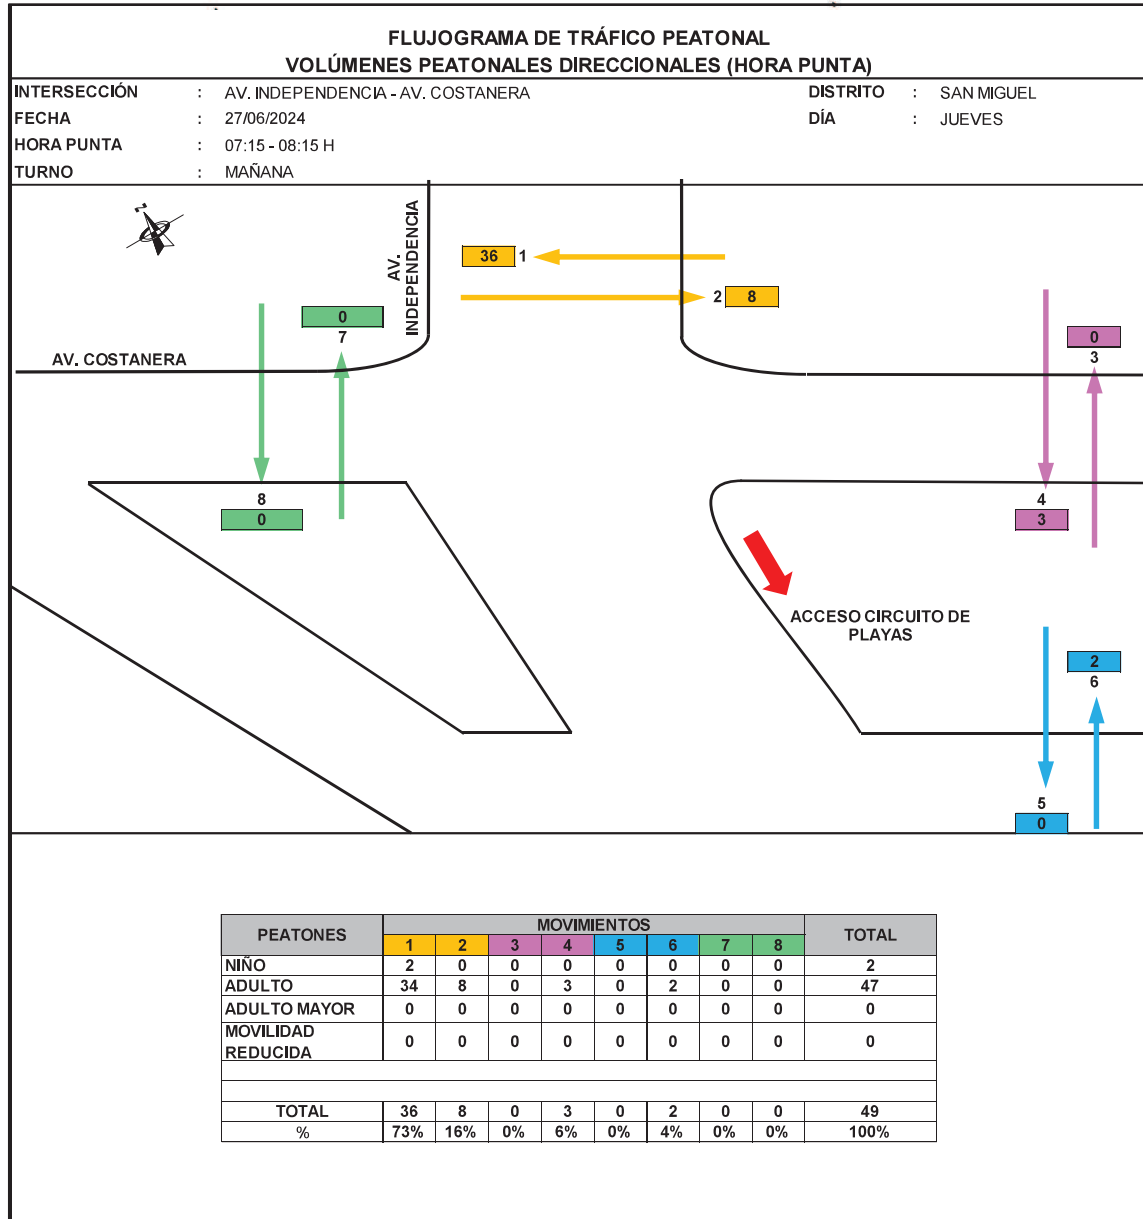 FLUJOGRAMA DE TRÁFICO PEATONAL
VOLÚMENES PEATONALES DIRECCIONALES (HORA PUNTA)
INTERSECCIÓN : AV. INDEPENDENCIA - AV. COSTANERA DISTRITO : SAN MIGUEL
FECHA : 27/06/2024 DÍA : JUEVES
HORA PUNTA : 07:15 - 08:15 H
TURNO : MAÑANA
AV. INDEPENDENCIA
36 1
2 8
0
7
0
3
AV. COSTANERA
8
0
4
3
ACCESO CIRCUITO DE
PLAYAS
2
6
5
0
PEATONES MOVIMIENTOS TOTAL
1 2 3 4 5 6 7 8
NIÑO 2 0 0 0 0 0 0 0 2
ADULTO 34 8 0 3 0 2 0 0 47
ADULTO MAYOR 0 0 0 0 0 0 0 0 0
MOVILIDAD
REDUCIDA 0 0 0 0 0 0 0 0 0
TOTAL 36 8 0 3 0 2 0 0 49
% 73% 16% 0% 6% 0% 4% 0% 0% 100%